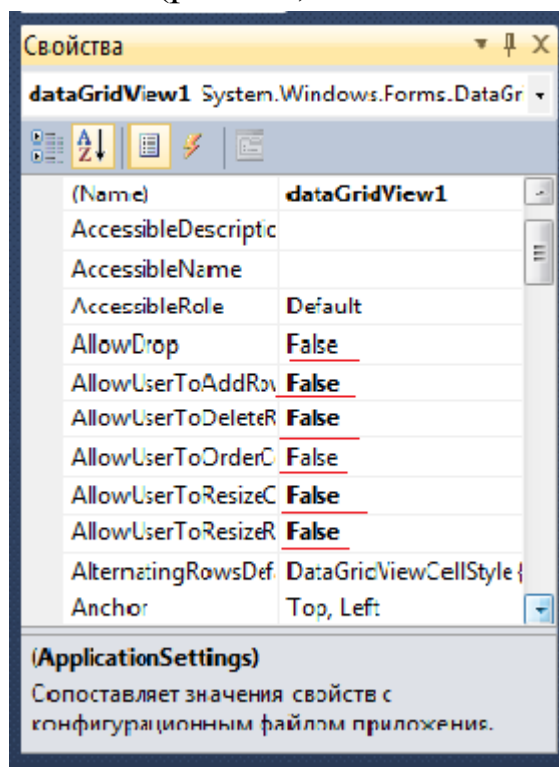 Свойства
dataGridView1 System.Windows.Forms.DataGr
(Name) dataGridView1
AccessibleDescriptic
AccessibleName
AccessibleRole Default
AllowDrop False
AllowUserToAddRov False
AllowUserToDeleteR False
AllowUserToOrderC False
AllowUserToResizeC False
AllowUserToResizeR False
AlternatingRowsDef DataGridViewCellStyle {
Anchor Top, Left
(ApplicationSettings)
Сопоставляет значения свойств с
конфигурационным файлом приложения.